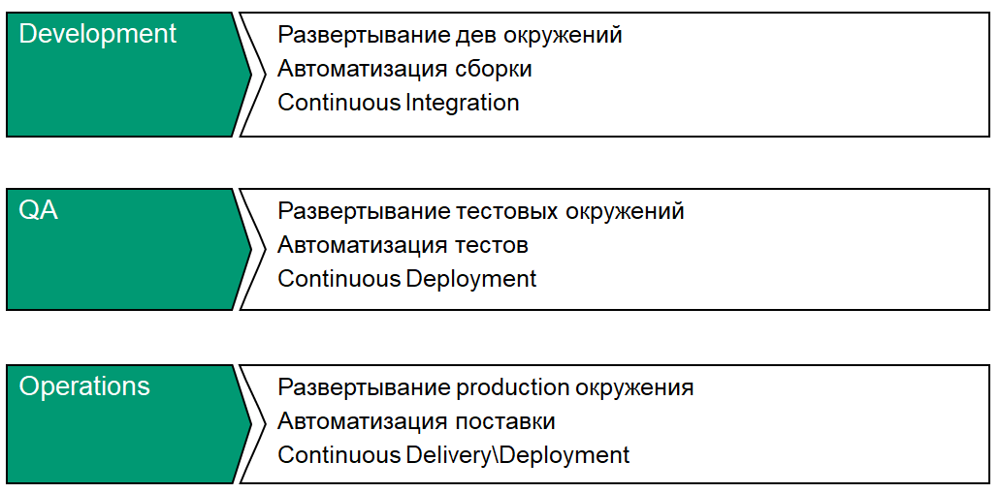 Development
Развертывание дев окружений
Автоматизация сборки
Continuous Integration
QA
Развертывание тестовых окружений
Автоматизация тестов
Continuous Deployment
Operations
Развертывание production окружения
Автоматизация поставки
Continuous Delivery\Deployment